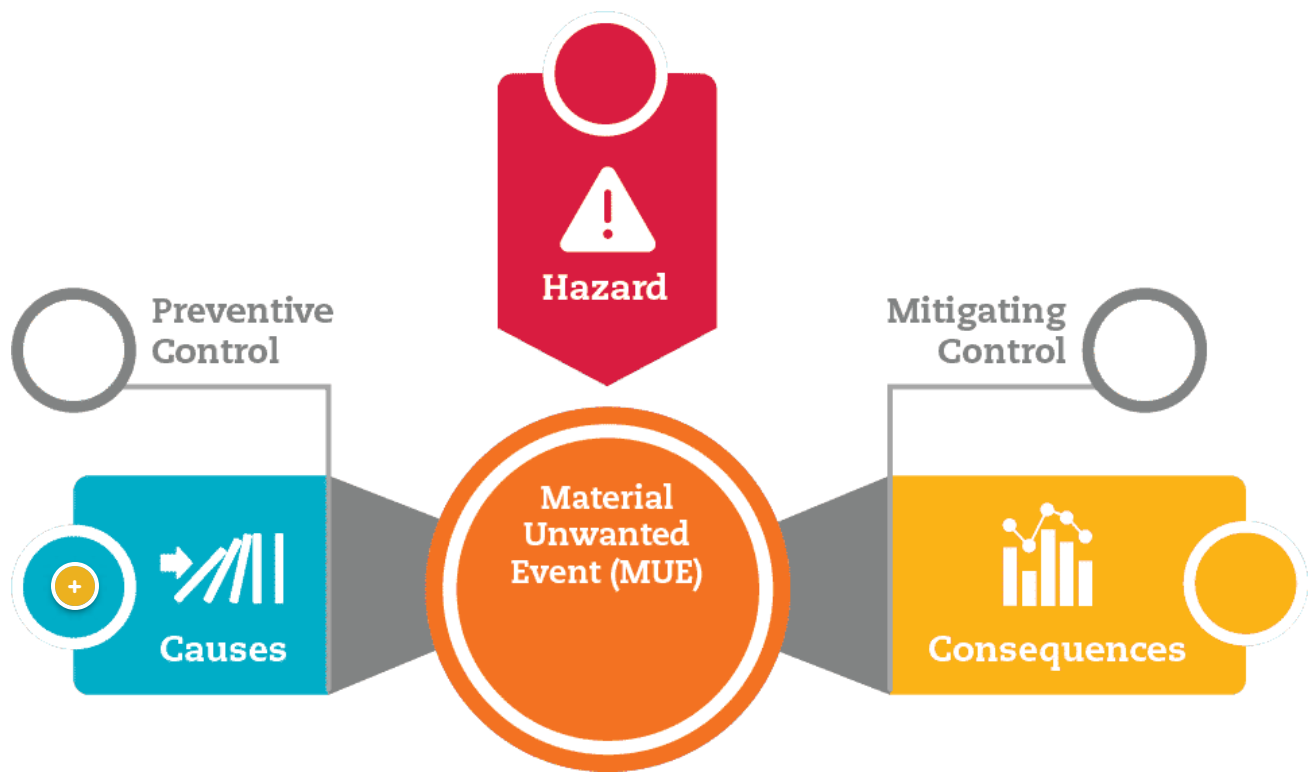 Hazard
Preventive
Control
Mitigating
Control
Material
Unwanted
Event (MUE)
+
Causes
Consequences